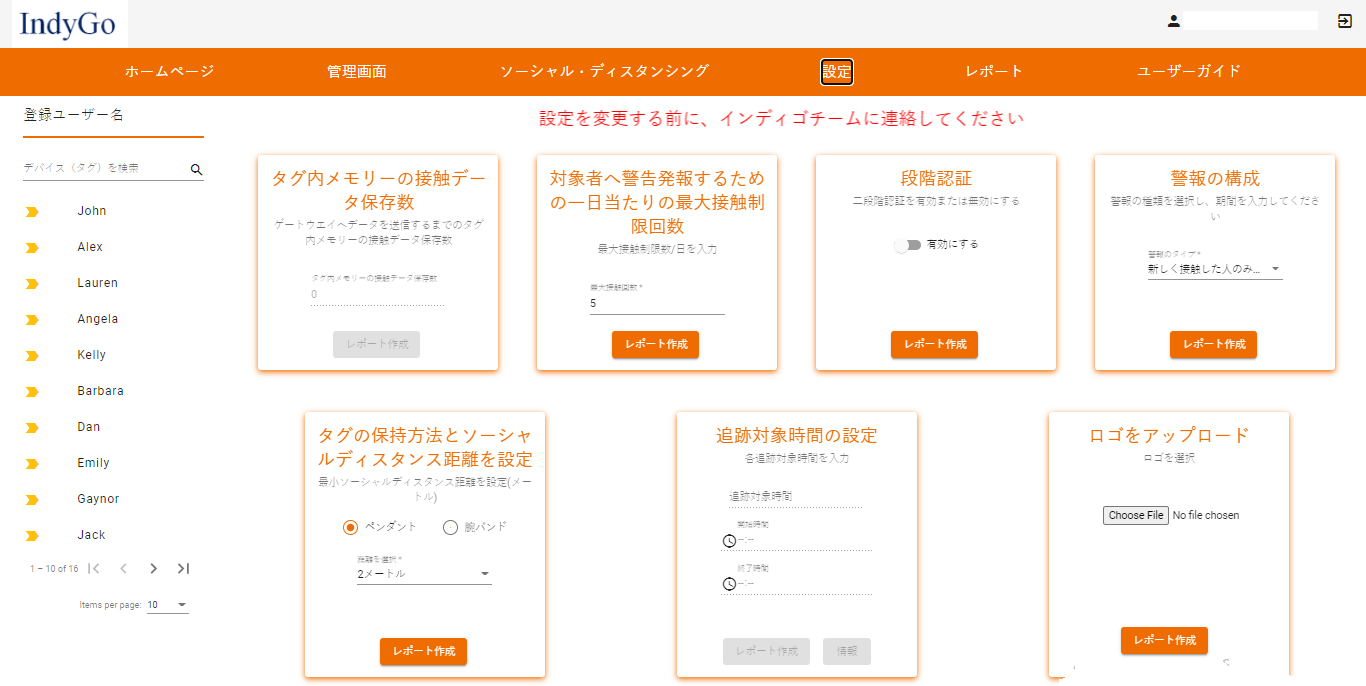 IndyGo
ホームページ
管理画面
ソーシャル・ディスタンシング
設定
レポート
ユーザーガイド
登録ユーザー名
設定を変更する前に、インディゴチームに連絡してください
デバイス（タグ）を検索
John
Alex
Lauren
Angela
Kelly
Barbara
Dan
Emily
Gaynor
Jack
1 – 10 of 16
Items per page: 10
タグ内メモリーの接触デー
タ保存数
ゲートウエイへデータを送信するまでのタグ
内メモリーの接触データ保存数
タグ内メモリーの接触データ保存数
0
レポート作成
対象者へ警告発報するため
の一日当たりの最大接触制
限回数
最大接触制限数/日を入力
最大接触回数 *
5
レポート作成
段階認証
二段階認証を有効または無効にする
有効にする
レポート作成
警報の構成
警報の種類を選択し、期間を入力してくださ
い
警報のタイプ *
新しく接触した人のみ...
レポート作成
タグの保持方法とソーシャ
ルディスタンス距離を設定
最小ソーシャルディスタンス距離を設定(メー
トル)
ペンダント
腕バンド
距離を選択 *
2メートル
レポート作成
追跡対象時間の設定
各追跡対象時間を入力
追跡対象時間
開始時間
--:--
終了時間
--:--
レポート作成
情報
ロゴをアップロード
ロゴを選択
Choose File No file chosen
レポート作成